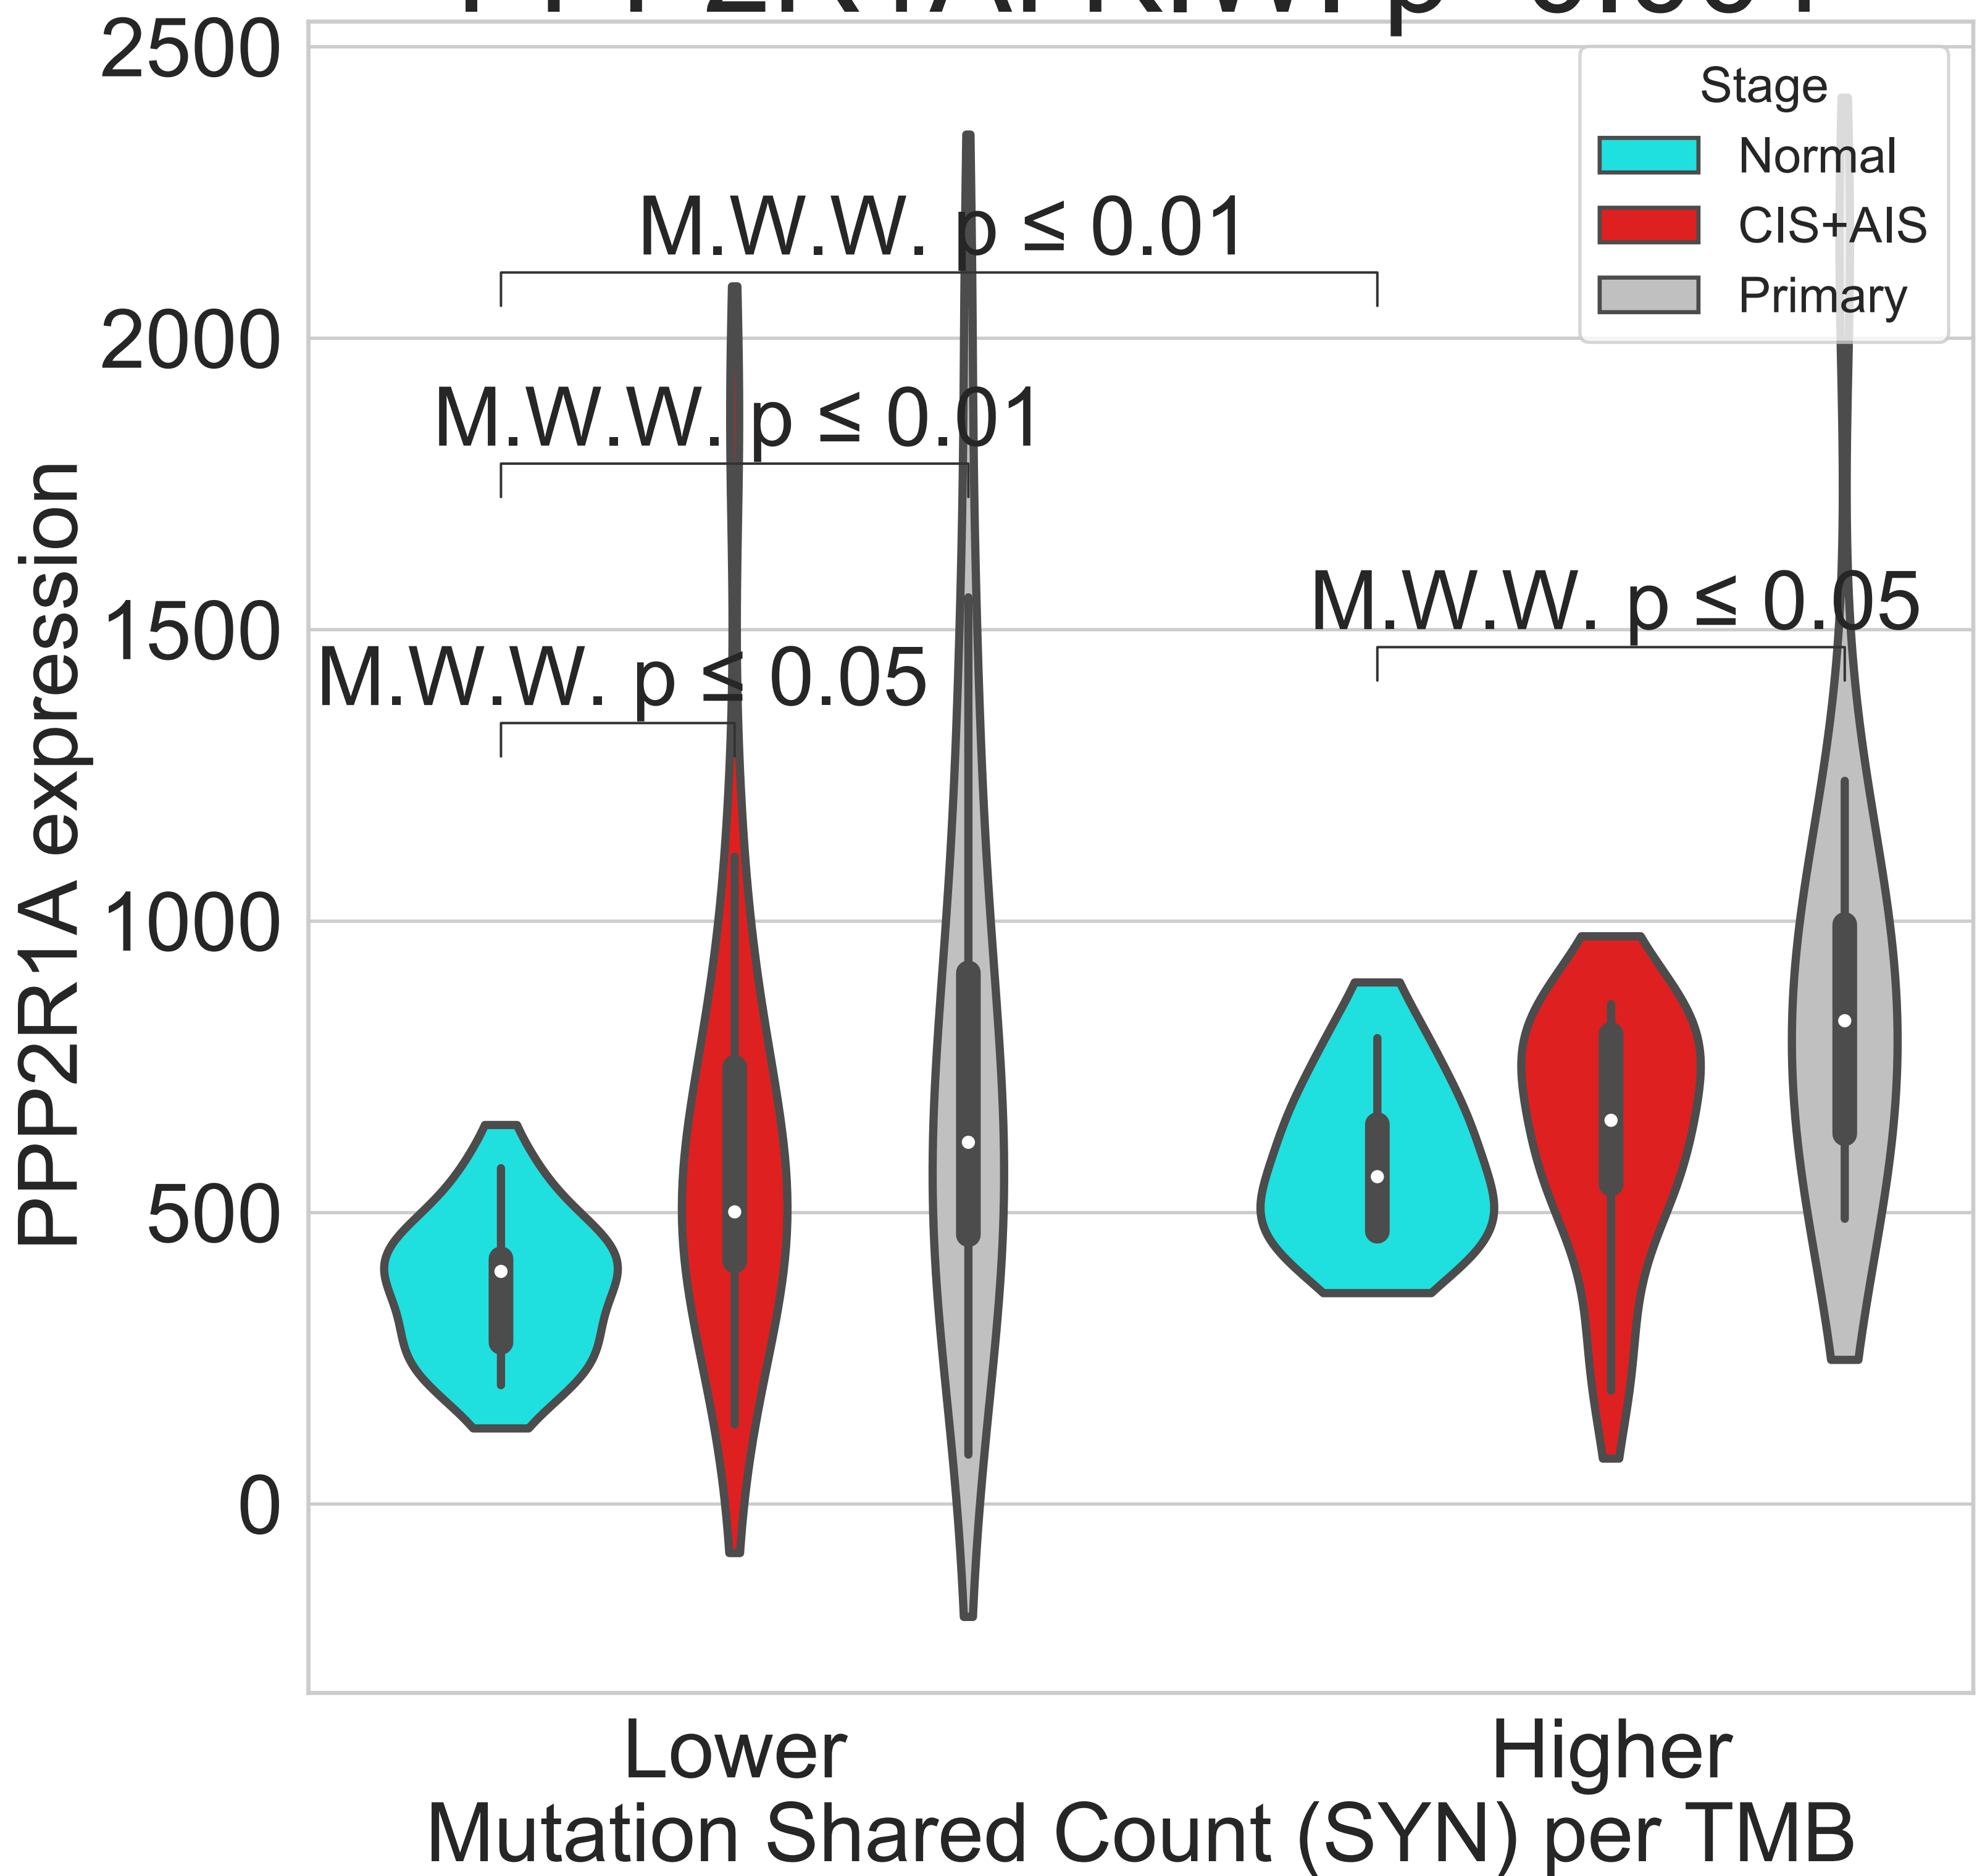 2500
2000
1500
1000
500
0
PPP2R1A expression
Stage
Normal
CIS+AIS
Primary
M.W.W. p ≤ 0.01
M.W.W. p ≤ 0.01
M.W.W. p ≤ 0.05
M.W.W. p ≤ 0.05
Lower
Higher
Mutation Shared Count (SYN) per TMB